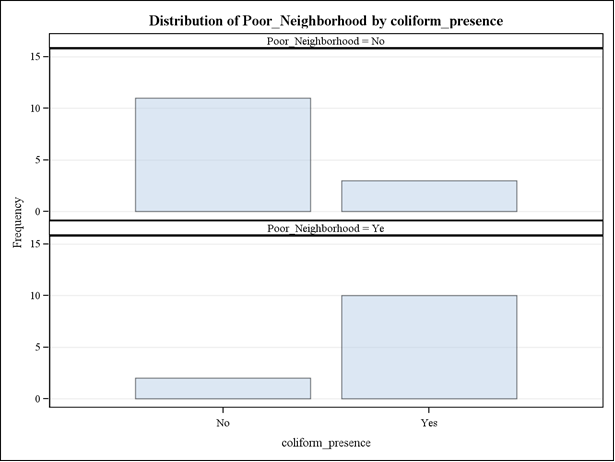 Distribution of Poor_Neighborhood by coliform_presence
Poor_Neighborhood = No
15
10
5
0
Frequency
Poor_Neighborhood = Ye
15
10
5
0
No Yes
coliform_presence